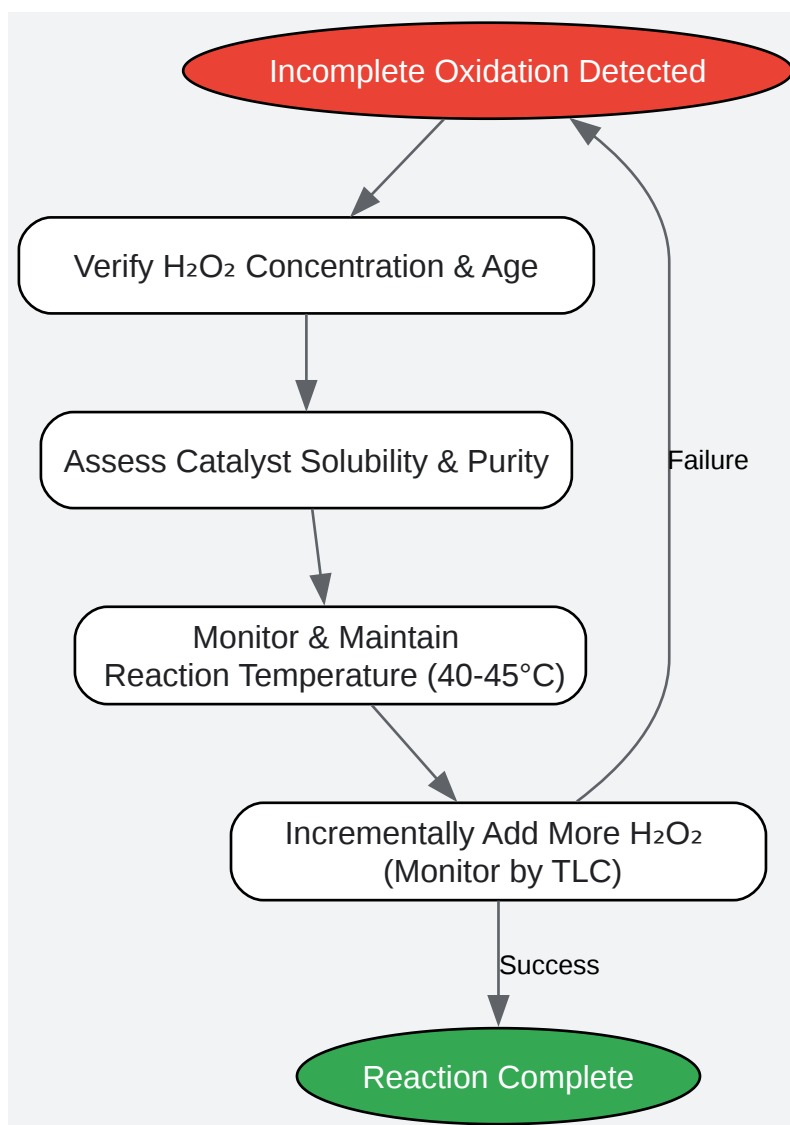 Incomplete Oxidation Detected
Verify H₂O₂ Concentration & Age
Assess Catalyst Solubility & Purity
Failure
Monitor & Maintain
Reaction Temperature (40-45°C)
Incrementally Add More H₂O₂
(Monitor by TLC)
Success
Reaction Complete